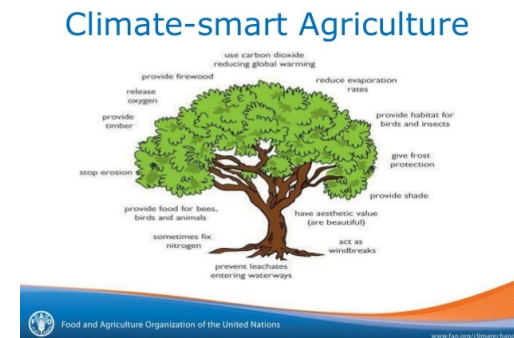 Climate-smart Agriculture
use carbon dioxide
reducing global warming
provide firewood
reduce evaporation
rates
release
oxygen
provide habitat for
birds and insects
provide
timber
give frost
protection
stop erosion
provide shade
provide food for bees,
birds and animals
have aesthetic value
(are beautiful)
sometimes fix
nitrogen
act as
windbreaks
prevent leachates
entering waterways
Food and Agriculture Organization of the United Nations